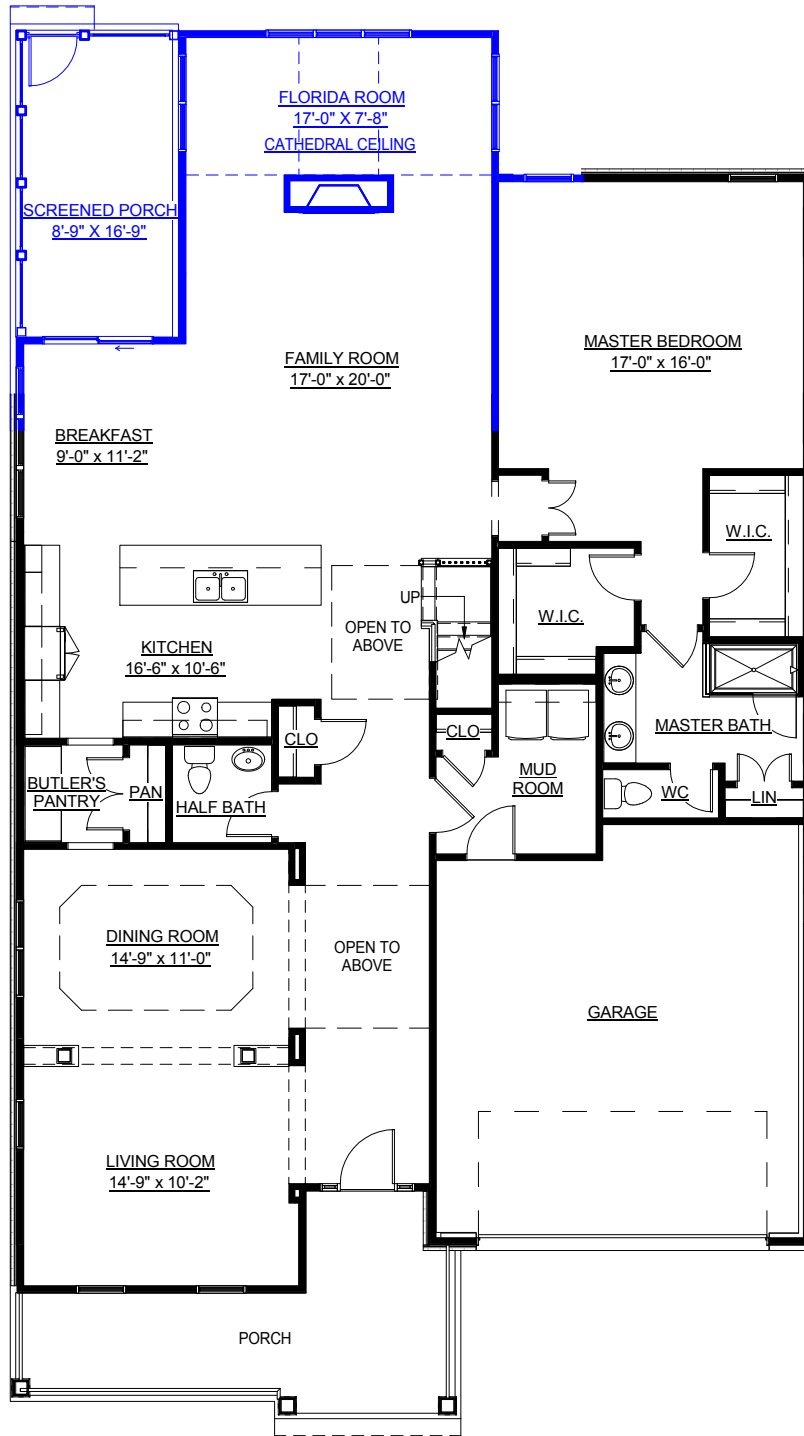 FLORIDA ROOM
17'-0" X 7'-8"
CATHEDRAL CEILING
SCREENED PORCH
8'-9" X 16'-9"
FAMILY ROOM
17'-0" x 20'-0"
MASTER BEDROOM
17'-0" x 16'-0"
BREAKFAST
9'-0" x 11'-2"
W.I.C.
UP
W.I.C.
OPEN TO
ABOVE
KITCHEN
16'-6" x 10'-6"
CLO
CLO
MASTER BATH
MUD
ROOM
BUTLER'S
PANTRY
PAN
HALF BATH
WC
LIN
DINING ROOM
14'-9" x 11'-0"
OPEN TO
ABOVE
GARAGE
LIVING ROOM
14'-9" x 10'-2"
PORCH